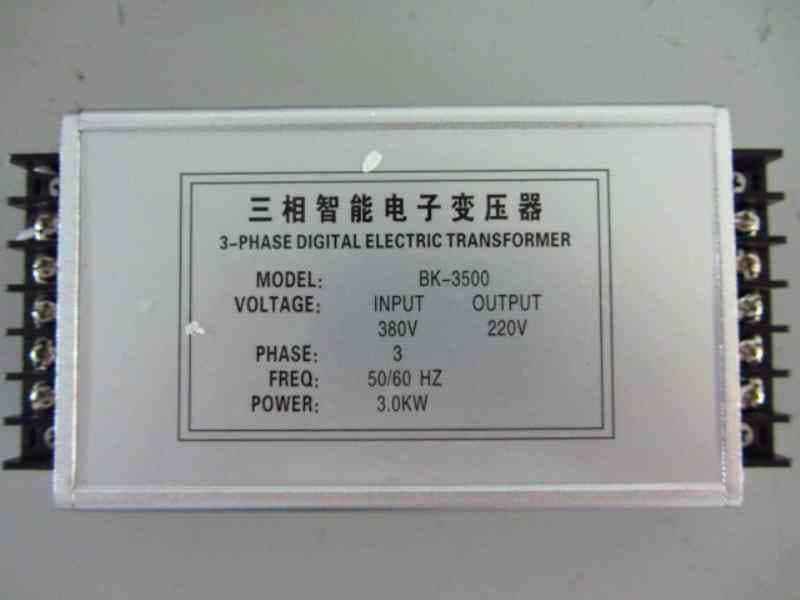 三相智能电子变压器
3-PHASE DIGITAL ELECTRIC TRANSFORMER
MODEL: BK-3500
VOLTAGE: INPUT OUTPUT
380V 220V
PHASE: 3
FREQ: 50/60 HZ
POWER: 3.0KW